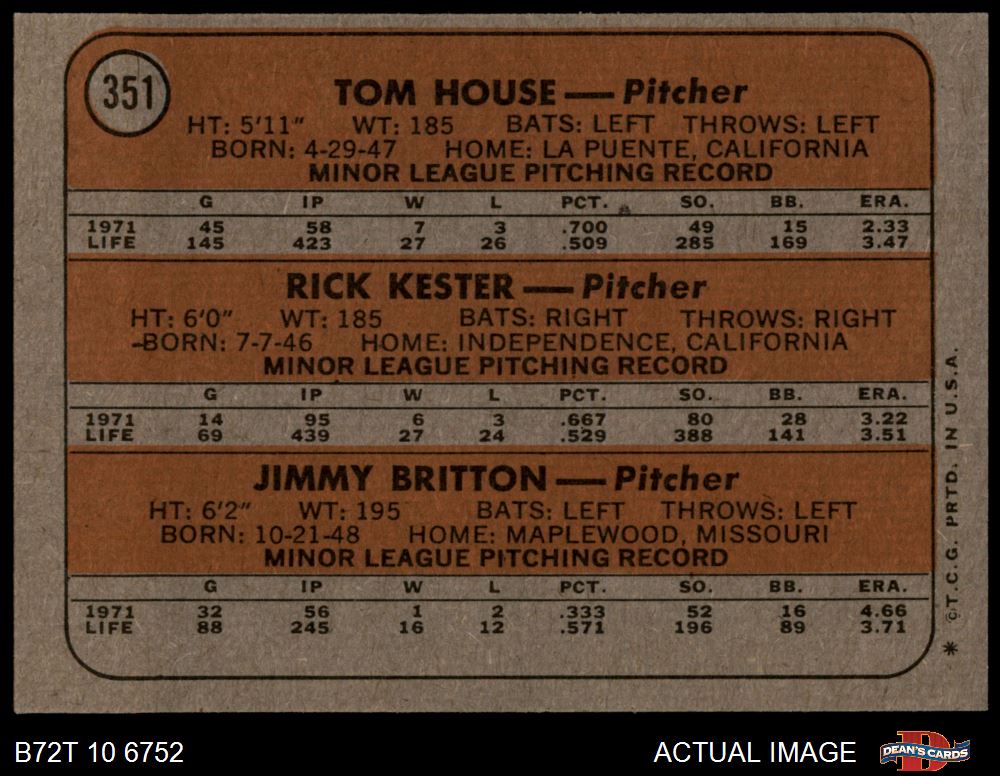 351
TOM HOUSE — Pitcher
HT: 5'11" WT: 185 BATS: LEFT THROWS: LEFT
BORN: 4-29-47 HOME: LA PUENTE, CALIFORNIA
MINOR LEAGUE PITCHING RECORD
G IP W L PCT. SO. BB. ERA.
1971 45 58 7 3 .700 49 15 2.33
LIFE 145 423 27 26 .509 285 169 3.47
RICK KESTER — Pitcher
HT: 6'0" WT: 185 BATS: RIGHT THROWS: RIGHT
BORN: 7-7-46 HOME: INDEPENDENCE, CALIFORNIA
MINOR LEAGUE PITCHING RECORD
G IP W L PCT. SO. BB. ERA.
1971 14 95 6 3 .667 80 28 3.22
LIFE 69 439 27 24 .529 388 141 3.51
JIMMY BRITTON — Pitcher
HT: 6'2" WT: 195 BATS: LEFT THROWS: LEFT
BORN: 10-21-48 HOME: MAPLEWOOD, MISSOURI
MINOR LEAGUE PITCHING RECORD
G IP W L PCT. SO. BB. ERA.
1971 32 56 1 2 .333 52 16 4.66
LIFE 88 245 16 12 .571 196 89 3.71
* © T.C.G. PRTD. IN U.S.A.
B72T 10 6752 ACTUAL IMAGE DEAN'S CARDS